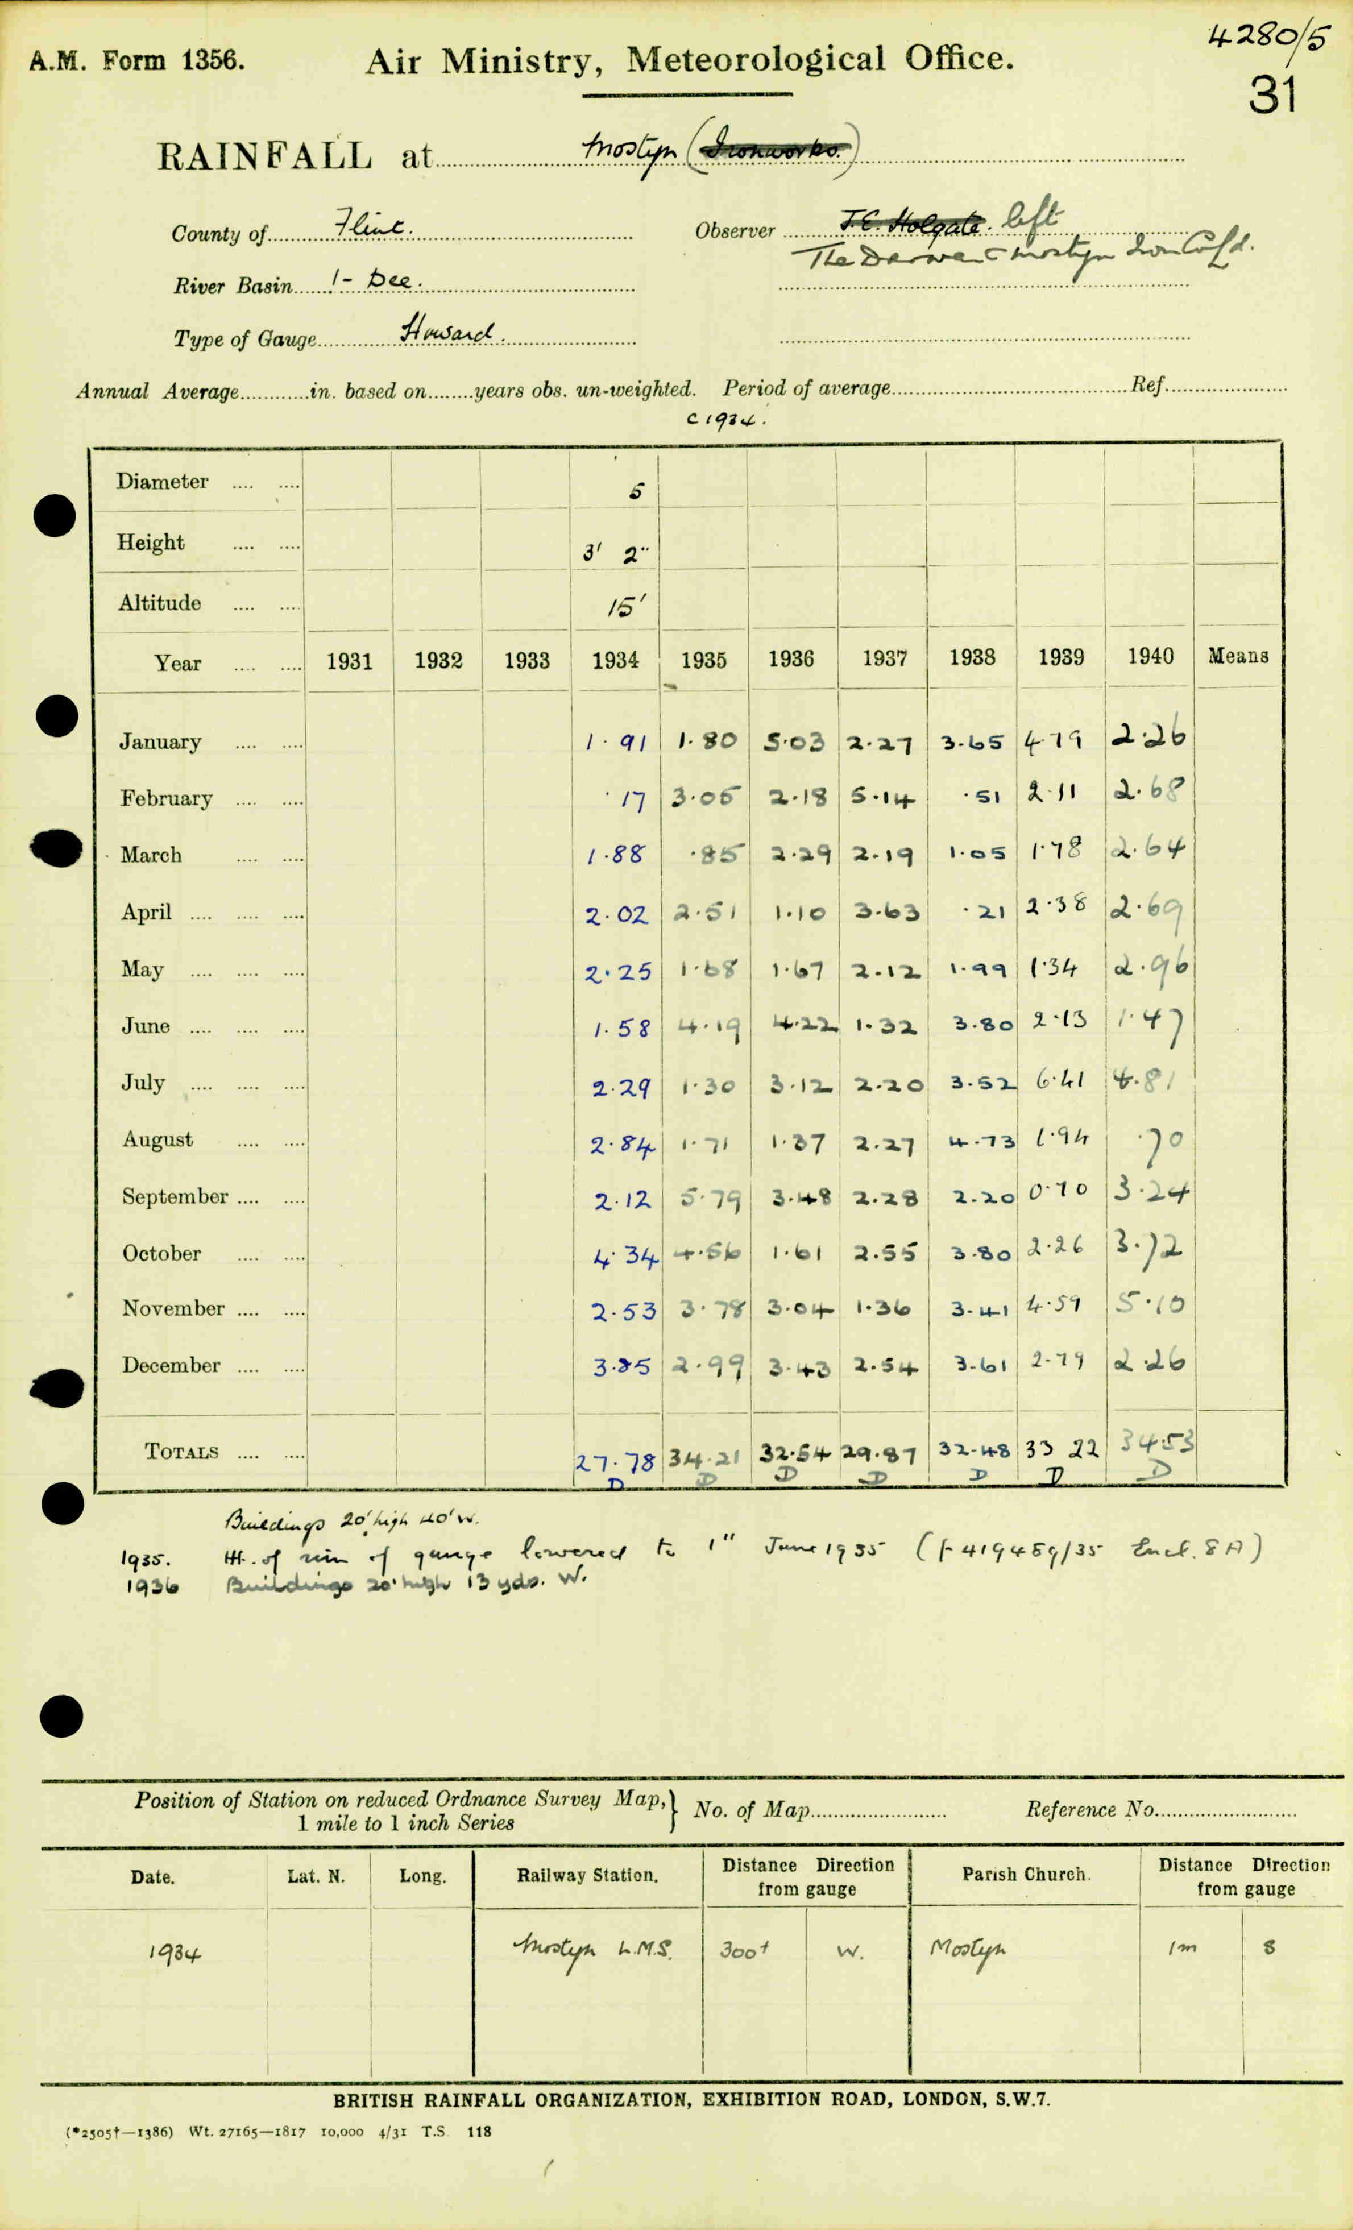 4280/5
A.M. Form 1356. Air Ministry, Meteorological Office.
31
RAINFALL at Mostyn (Ironworks.)
County of Flint. Observer J.E. Holgate. left
The Darwen & Mostyn Iron Co Ld.
River Basin 1- Dee.
Type of Gauge Howard.
Annual Average in. based on years obs. un-weighted. Period of average Ref.
C 1934.
Diameter 5
Height 3' 2"
Altitude 15'
Year 1931 1932 1933 1934 1935 1936 1937 1938 1939 1940 Means
January 1.91 1.80 5.03 2.27 3.65 4.79 2.26
February .17 3.05 2.18 5.14 .51 2.11 2.68
March 1.88 .85 2.29 2.19 1.05 1.78 2.64
April 2.02 2.51 1.10 3.63 .21 2.38 2.69
May 2.25 1.68 1.67 2.12 1.99 1.34 2.96
June 1.58 4.19 4.22 1.32 3.80 2.13 1.47
July 2.29 1.30 3.12 2.20 3.52 6.41 4.81
August 2.84 1.71 1.37 2.27 4.73 1.94 .70
September 2.12 5.79 3.48 2.28 2.20 0.70 3.24
October 4.34 4.56 1.61 2.55 3.80 2.26 3.72
November 2.53 3.78 3.04 1.36 3.41 4.59 5.10
December 3.85 2.99 3.43 2.54 3.61 2.79 2.26
TOTALS 27.78 34.21 32.54 29.87 32.48 33 22 34.53
D D D D D D D
Buildings 20' high 40' W.
1935. Ht. of rim of gauge lowered to 1" June 1935 (f 419459/35 Encl. 8A)
1936 Buildings 20' high 13 yds. W.
Position of Station on reduced Ordnance Survey Map, } No. of Map Reference No.
1 mile to 1 inch Series
Date. Lat. N. Long. Railway Station. Distance Direction from gauge Parish Church. Distance Direction from gauge
1934 Mostyn L.M.S. 300 W. Mostyn 1m S
BRITISH RAINFALL ORGANIZATION, EXHIBITION ROAD, LONDON, S.W.7.
(*2505†—1386) Wt. 27165—1817 10,000 4/31 T.S. 118